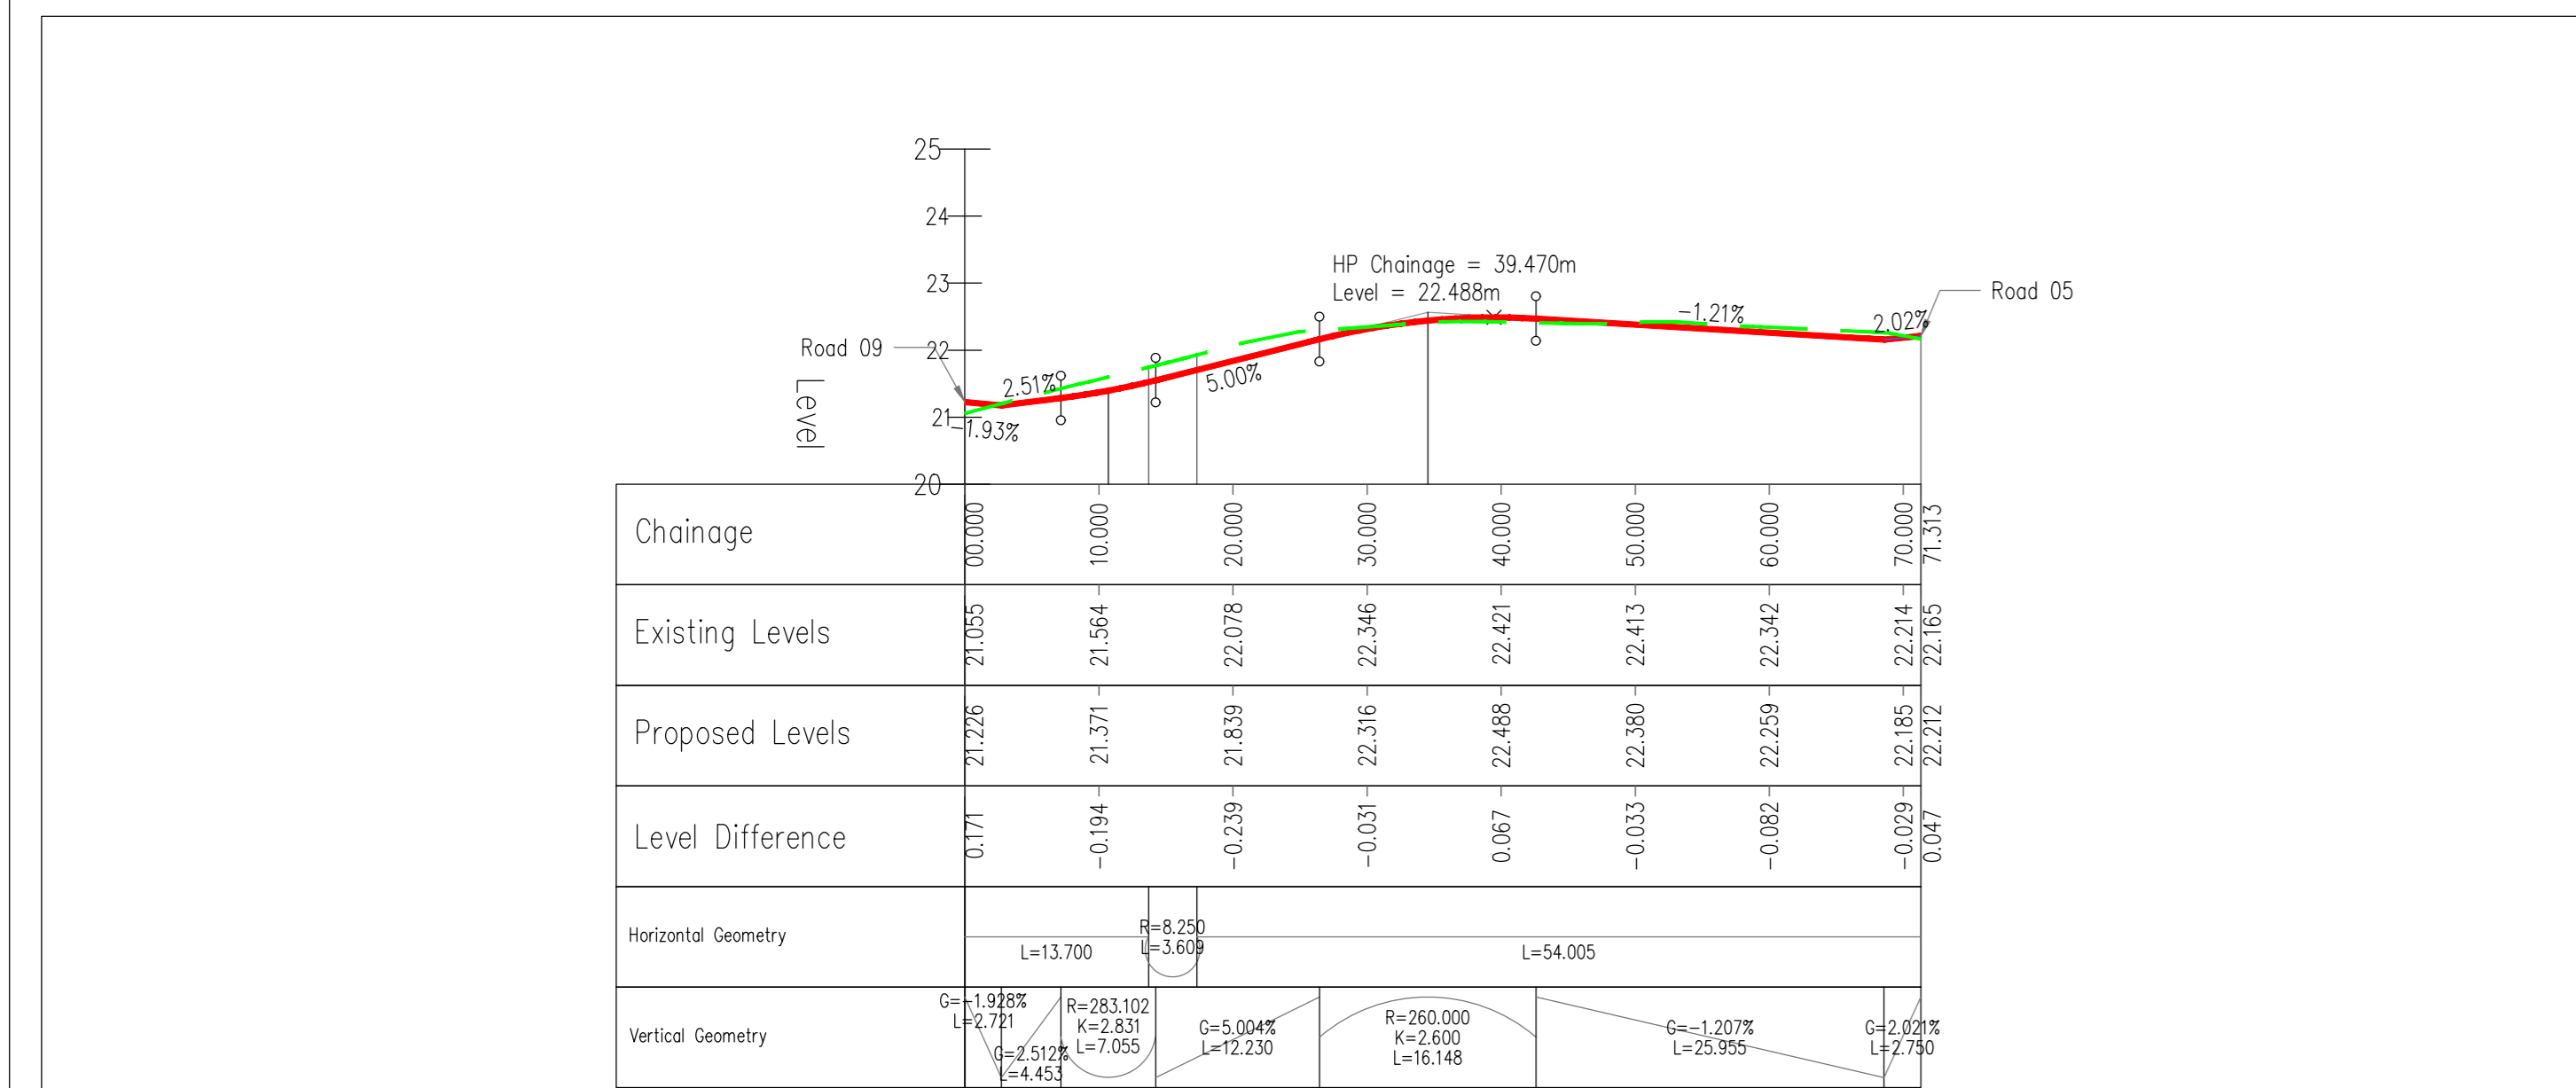 25
24
23
22
21
20
Level
HP Chainage = 39.470m
Level = 22.488m
Road 09
Road 05
-1.93%
2.51%
5.00%
-1.21%
2.02%
Chainage
00.000
10.000
20.000
30.000
40.000
50.000
60.000
70.000
71.313
Existing Levels
21.055
21.564
22.078
22.346
22.421
22.413
22.342
22.214
22.165
Proposed Levels
21.226
21.371
21.839
22.316
22.488
22.380
22.259
22.185
22.212
Level Difference
0.171
-0.194
-0.239
-0.031
0.067
-0.033
-0.082
-0.029
0.047
Horizontal Geometry
L=13.700
R=8.250
L=3.609
L=54.005
Vertical Geometry
G=-1.928%
L=2.721
G=2.512%
L=4.453
R=283.102
K=2.831
L=7.055
G=5.004%
L=12.230
R=260.000
K=2.600
L=16.148
G=-1.207%
L=25.955
G=2.021%
L=2.750